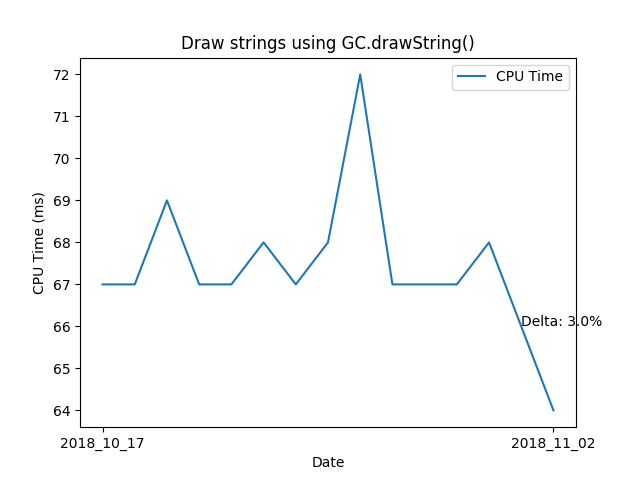 Draw strings using GC.drawString()
CPU Time
72
71
70
69
68
67
66
65
64
CPU Time (ms)
Delta: 3.0%
2018_10_17
2018_11_02
Date